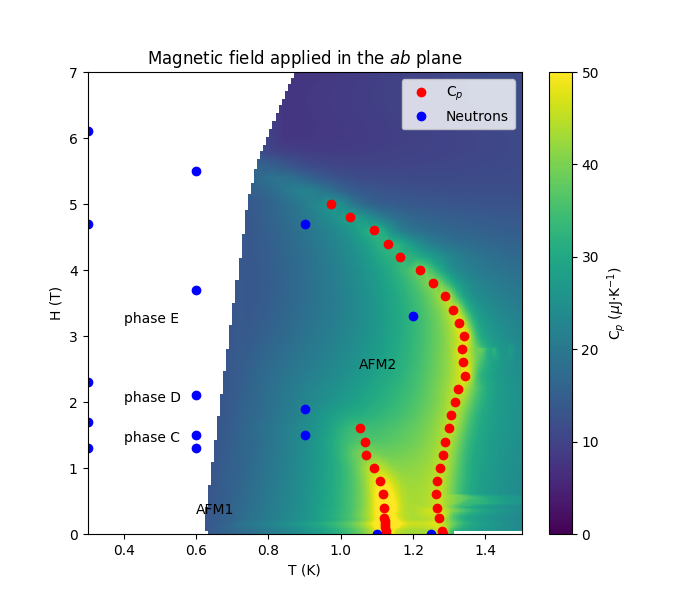 Magnetic field applied in the ab plane
7
6
5
4
3
2
1
0
H (T)
C_p
Neutrons
phase E
AFM2
phase D
phase C
AFM1
0.4
0.6
0.8
1.0
1.2
1.4
T (K)
50
40
30
20
10
0
C_p (μJ·K⁻¹)